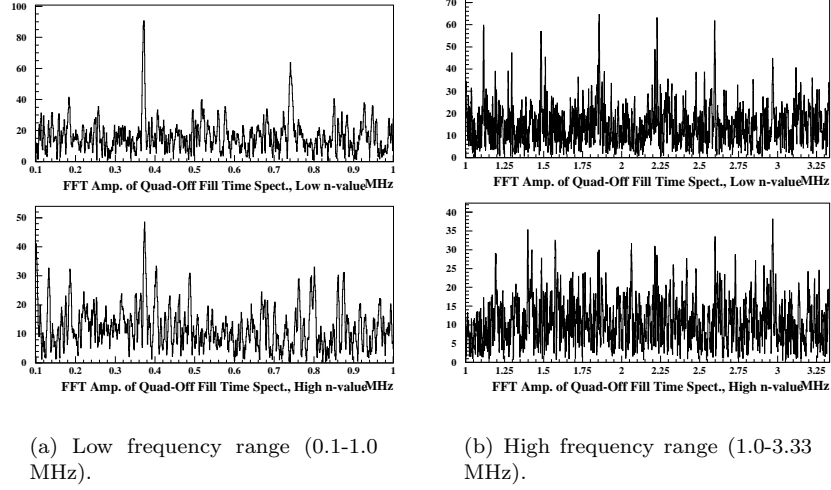 100
80
60
40
20
0
0.1 0.2 0.3 0.4 0.5 0.6 0.7 0.8 0.9 1
FFT Amp. of Quad-Off Fill Time Spect., Low n-value MHz
50
40
30
20
10
0
0.1 0.2 0.3 0.4 0.5 0.6 0.7 0.8 0.9 1
FFT Amp. of Quad-Off Fill Time Spect., High n-value MHz
(a) Low frequency range (0.1-1.0
MHz).
70
60
50
40
30
20
10
0
1 1.25 1.5 1.75 2 2.25 2.5 2.75 3 3.25
FFT Amp. of Quad-Off Fill Time Spect., Low n-value MHz
40
35
30
25
20
15
10
5
0
1 1.25 1.5 1.75 2 2.25 2.5 2.75 3 3.25
FFT Amp. of Quad-Off Fill Time Spect., High n-value MHz
(b) High frequency range (1.0-3.33
MHz).